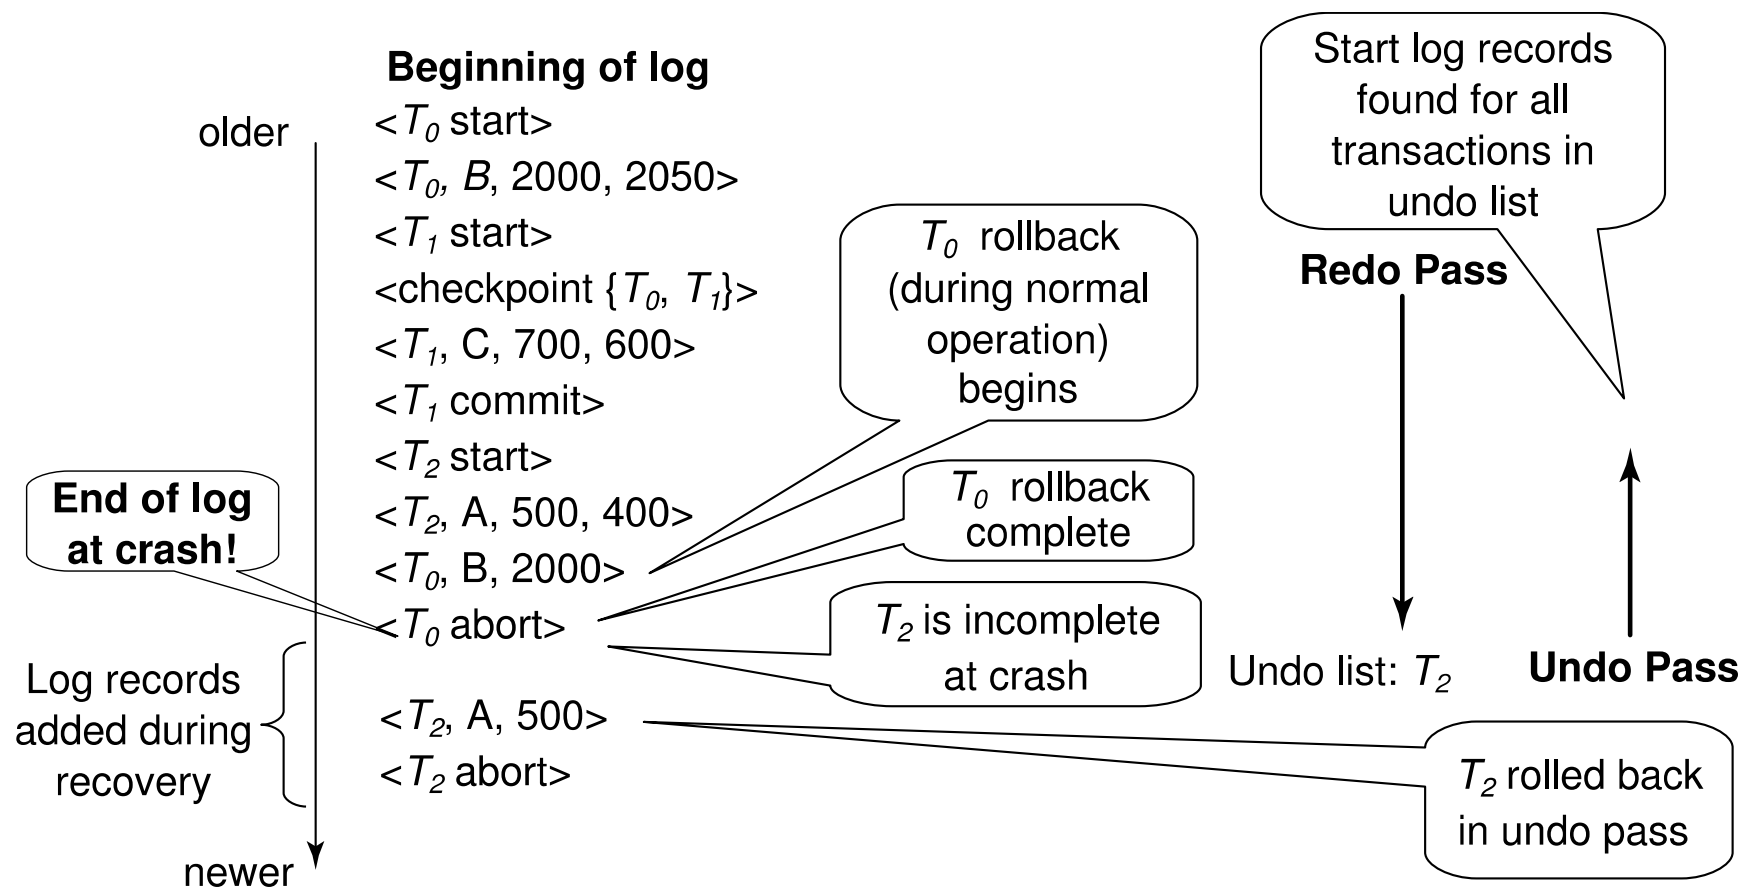 Beginning of log
older
<T0 start>
<T0, B, 2000, 2050>
<T1 start>
<checkpoint {T0, T1}>
<T1, C, 700, 600>
<T1 commit>
<T2 start>
<T2, A, 500, 400>
<T0, B, 2000>
<T0 abort>
<T2, A, 500>
<T2 abort>
newer
End of log
at crash!
Log records
added during
recovery
T0 rollback
(during normal
operation)
begins
T0 rollback
complete
T2 is incomplete
at crash
Start log records
found for all
transactions in
undo list
Redo Pass
Undo list: T2
Undo Pass
T2 rolled back
in undo pass